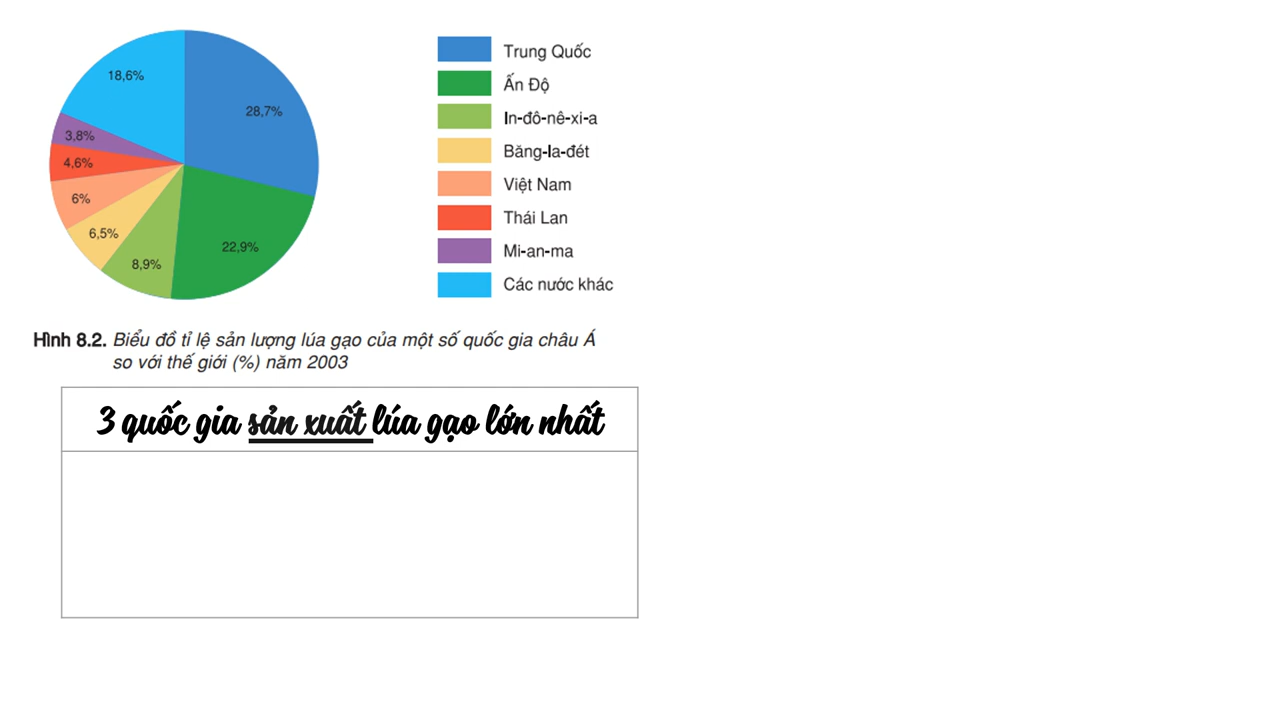 18,6%
28,7%
3,8%
4,6%
6%
6,5%
8,9%
22,9%
Trung Quốc
Ấn Độ
In-đô-nê-xi-a
Băng-la-đét
Việt Nam
Thái Lan
Mi-an-ma
Các nước khác
Hình 8.2. Biểu đồ tỉ lệ sản lượng lúa gạo của một số quốc gia châu Á
so với thế giới (%) năm 2003
3 quốc gia sản xuất lúa gạo lớn nhất